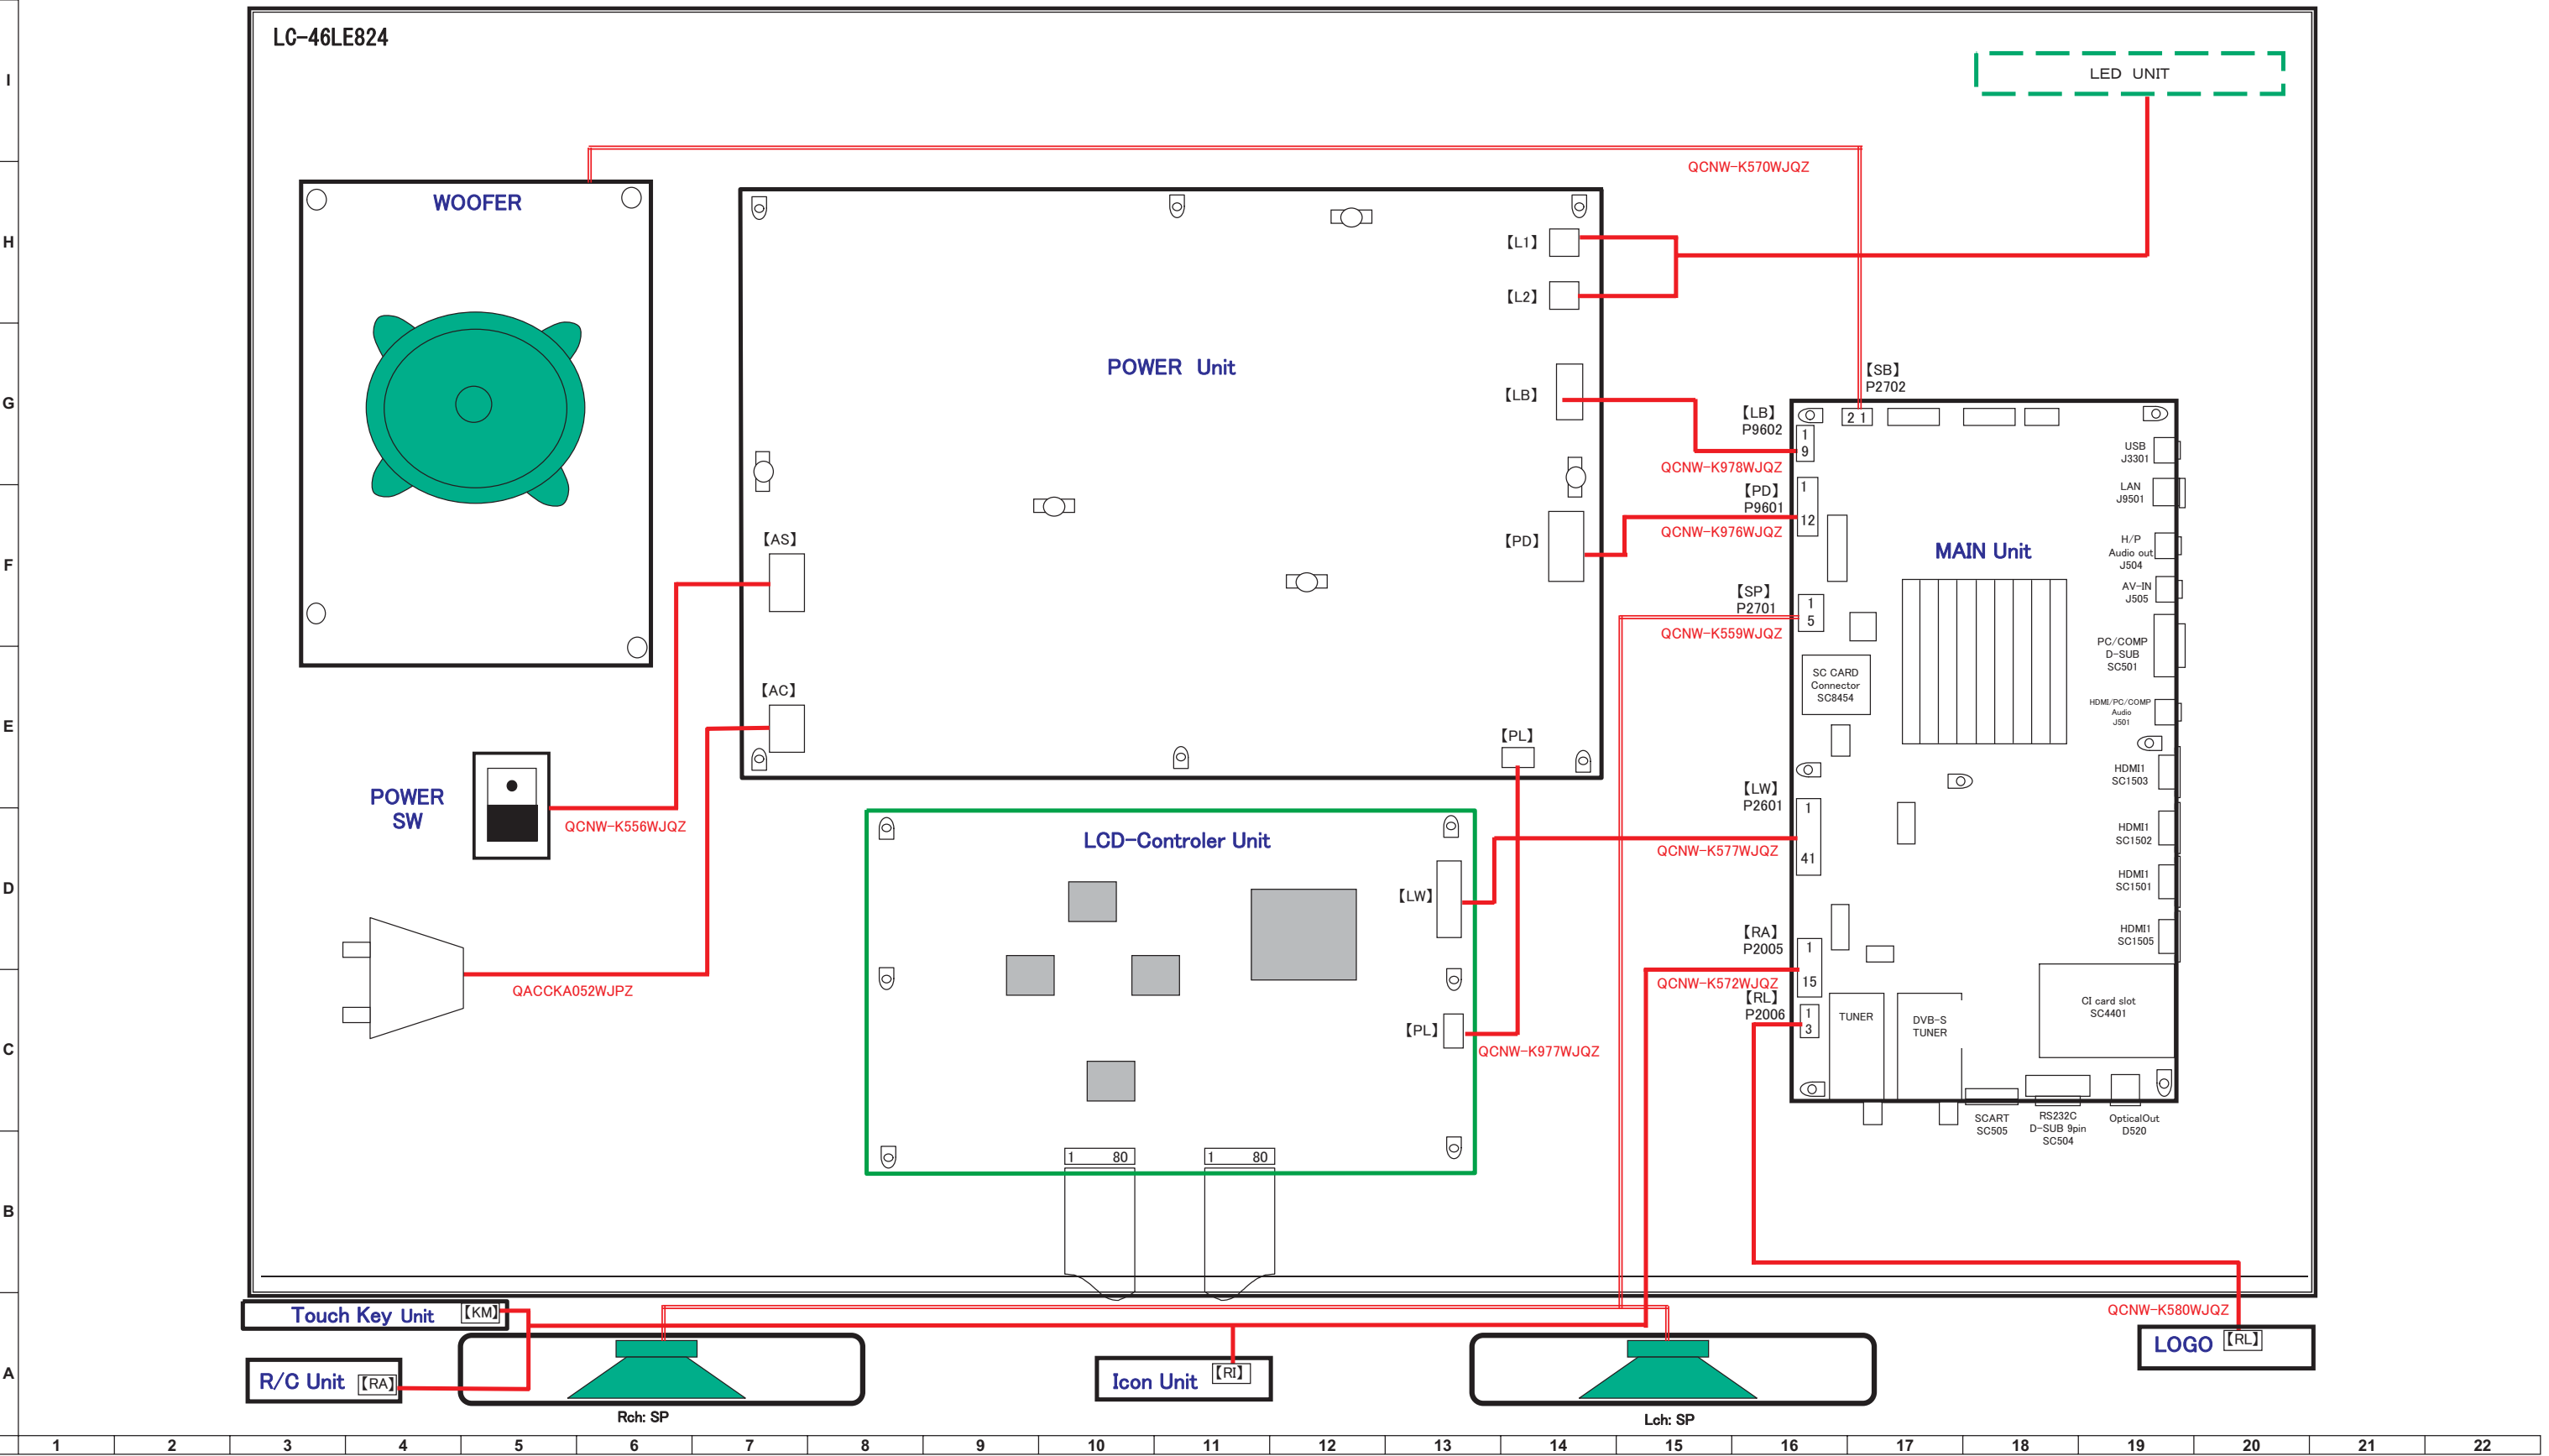 LC-46LE824
I
LED UNIT
QCNW-K570WJQZ
WOOFER
H
【L1】
【L2】
POWER Unit
【SB】
P2702
G
【LB】
【LB】
P9602
2 1
1
9
USB
J3301
QCNW-K978WJQZ
LAN
J9501
【PD】
P9601
1
12
QCNW-K976WJQZ
【AS】
【PD】
H/P
Audio out
J504
MAIN Unit
F
AV-IN
J505
【SP】
P2701
1
5
QCNW-K559WJQZ
PC/COMP
D-SUB
SC501
SC CARD
Connector
SC8454
【AC】
HDMI/PC/COMP
Audio
J501
E
【PL】
HDMI1
SC1503
POWER
SW
【LW】
P2601
1
41
QCNW-K556WJQZ
HDMI1
SC1502
LCD-Controler Unit
QCNW-K577WJQZ
HDMI1
SC1501
D
【LW】
【RA】
P2005
1
15
HDMI1
SC1505
QCNW-K572WJQZ
QACCKA052WJPZ
【RL】
P2006
1
3
TUNER
DVB-S
TUNER
CI card slot
SC4401
【PL】
C
QCNW-K977WJQZ
SCART
SC505
RS232C
D-SUB 9pin
SC504
OpticalOut
D520
1 80
1 80
B
Touch Key Unit
【KM】
QCNW-K580WJQZ
LOGO
【RL】
A
R/C Unit
【RA】
Icon Unit
【RI】
Rch: SP
Lch: SP
1 2 3 4 5 6 7 8 9 10 11 12 13 14 15 16 17 18 19 20 21 22